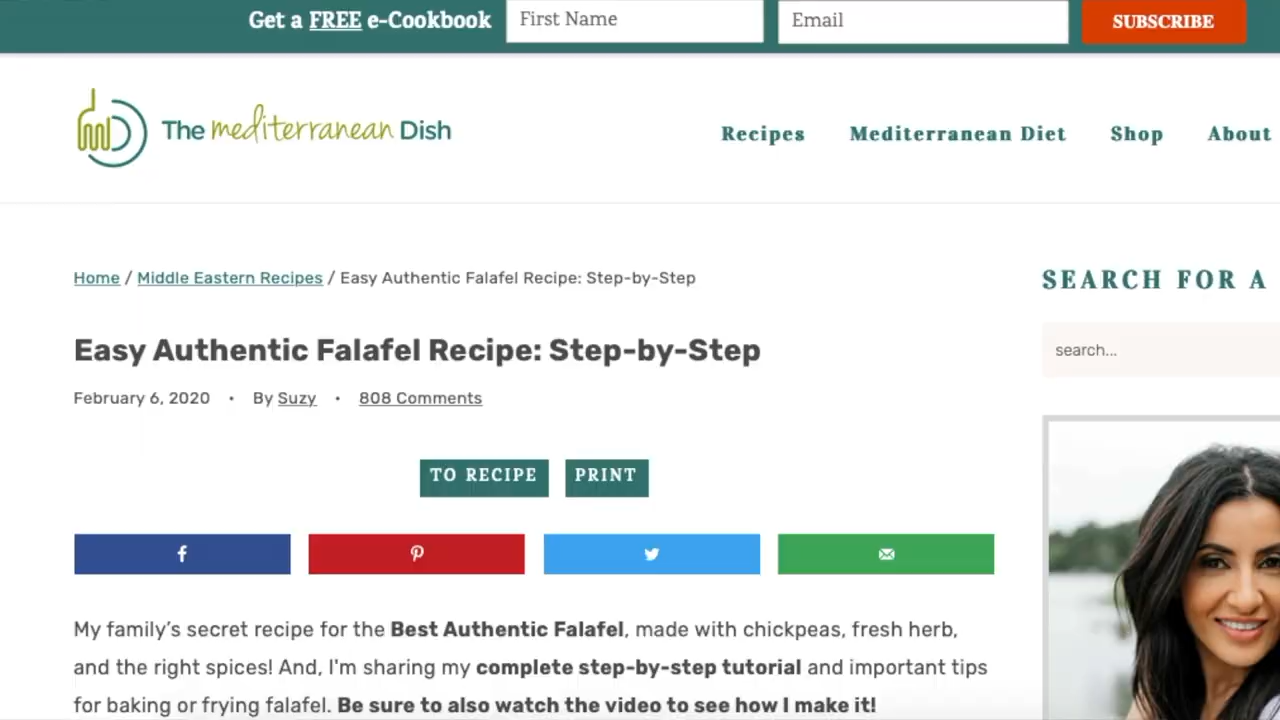 Get a FREE e-Cookbook First Name Email SUBSCRIBE
The mediterranean Dish
Recipes Mediterranean Diet Shop About
Home / Middle Eastern Recipes / Easy Authentic Falafel Recipe: Step-by-Step
SEARCH FOR A
Easy Authentic Falafel Recipe: Step-by-Step
search...
February 6, 2020 • By Suzy • 808 Comments
TO RECIPE PRINT
My family's secret recipe for the Best Authentic Falafel, made with chickpeas, fresh herb,
and the right spices! And, I'm sharing my complete step-by-step tutorial and important tips
for baking or frying falafel. Be sure to also watch the video to see how I make it!